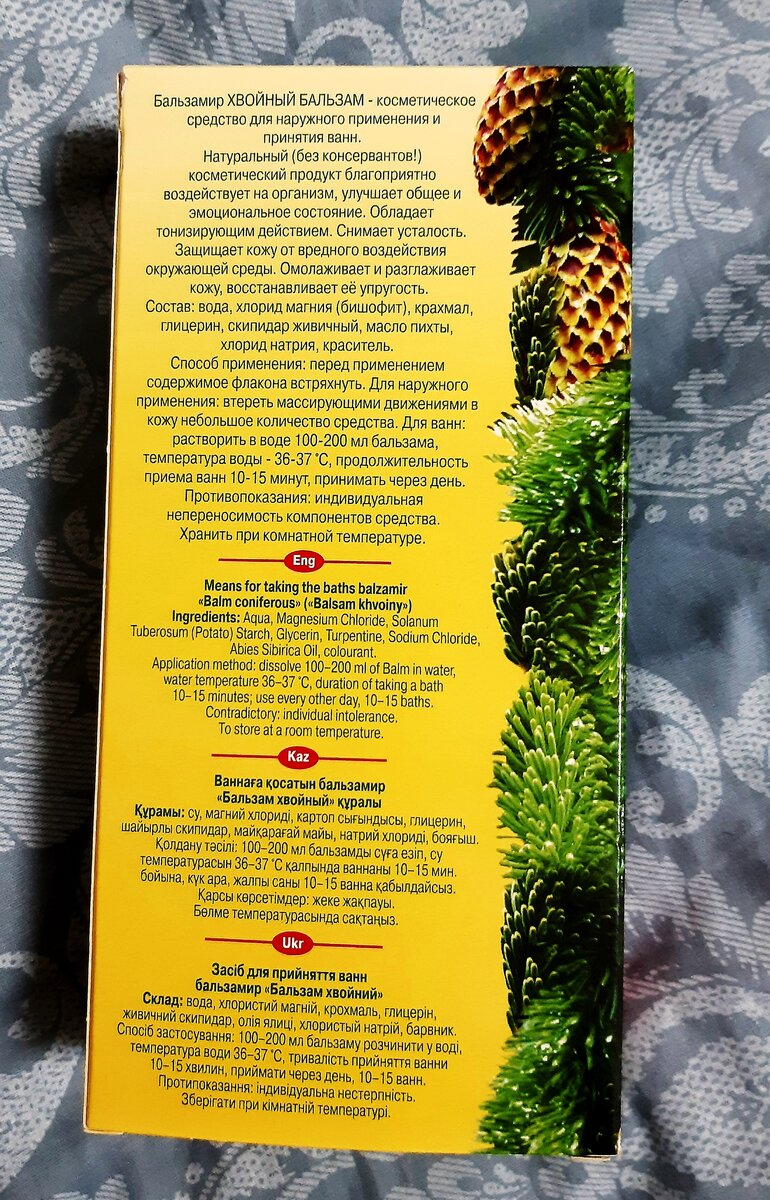 Бальзамир ХВОЙНЫЙ БАЛЬЗАМ - косметическое
средство для наружного применения и
принятия ванн.
Натуральный (без консервантов!)
косметический продукт благоприятно
воздействует на организм, улучшает общее и
эмоциональное состояние. Обладает
тонизирующим действием. Снимает усталость.
Защищает кожу от вредного воздействия
окружающей среды. Омолаживает и разглаживает
кожу, восстанавливает её упругость.
Состав: вода, хлорид магния (бишофит), крахмал,
глицерин, скипидар живичный, масло пихты,
хлорид натрия, краситель.
Способ применения: перед применением
содержимое флакона встряхнуть. Для наружного
применения: втереть массирующими движениями в
кожу небольшое количество средства. Для ванн:
растворить в воде 100-200 мл бальзама,
температура воды - 36-37 °С, продолжительность
приема ванн 10-15 минут, принимать через день.
Противопоказания: индивидуальная
непереносимость компонентов средства.
Хранить при комнатной температуре.
Eng
Means for taking the baths balzamir
«Balm coniferous» («Balsam khvoiny»)
Ingredients: Aqua, Magnesium Chloride, Solanum
Tuberosum (Potato) Starch, Glycerin, Turpentine, Sodium Chloride,
Abies Sibirica Oil, colourant.
Application method: dissolve 100–200 ml of Balm in water,
water temperature 36–37 °C, duration of taking a bath
10–15 minutes; use every other day, 10–15 baths.
Contradictory: individual intolerance.
To store at a room temperature.
Kaz
Ваннаға қосатын бальзамир
«Бальзам хвойный» құралы
Құрамы: су, магний хлориді, картоп сығындысы, глицерин,
шайырлы скипидар, майқарағай майы, натрий хлориді, бояғыш.
Қолдану тәсілі: 100–200 мл бальзамды суға езіп, су
температурасын 36–37 °С қалпында ваннаны 10–15 мин.
бойына, күк ара, жалпы саны 10–15 ванна қабылдайсыз.
Қарсы көрсетімдер: жеке жақпауы.
Бөлме температурасында сақтаңыз.
Ukr
Засіб для прийняття ванн
бальзамир «Бальзам хвойний»
Склад: вода, хлористий магній, крохмаль, глицерін,
живичний скипидар, олія ялиці, хлористый натрій, барвник.
Спосіб застосування: 100–200 мл бальзаму розчинити у воді,
температура води 36–37 °С, тривалість прийняття ванни
10–15 хвилин, приймати через день, 10–15 ванн.
Протипоказання: індивідуальна нестерпність.
Зберігати при кімнатній температурі.